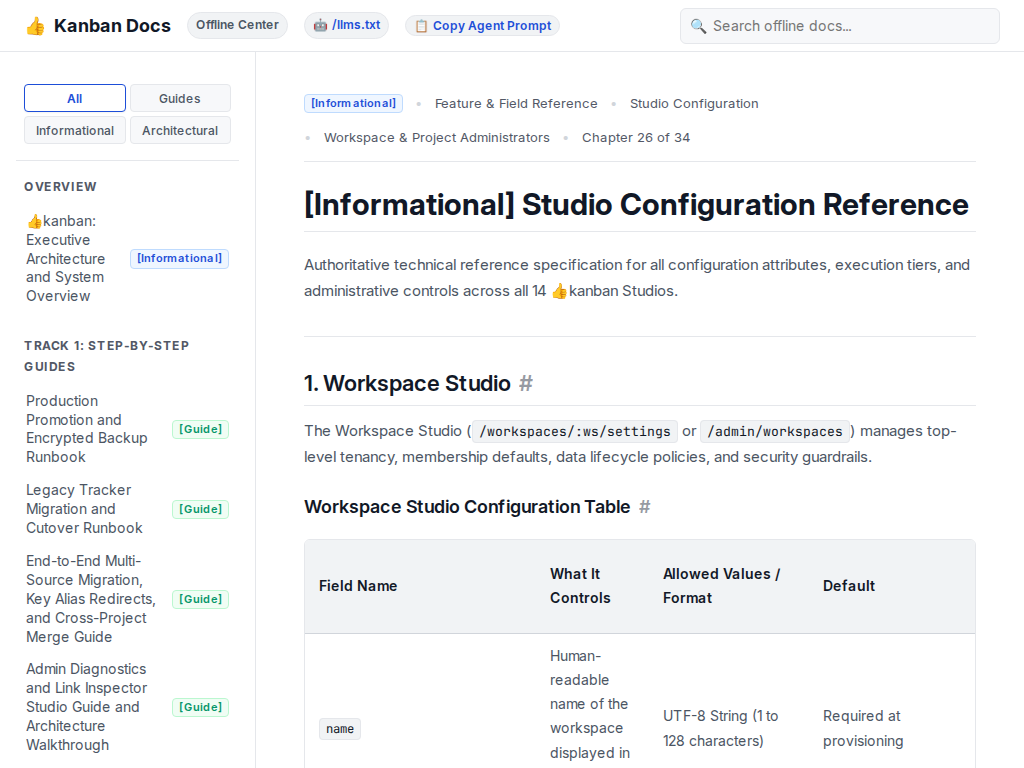 👍 Kanban Docs
Offline Center
🤖 /llms.txt
📋 Copy Agent Prompt
🔍 Search offline docs...
All
Guides
Informational
Architectural
OVERVIEW
👍kanban:
Executive
Architecture
and System
Overview
[Informational]
TRACK 1: STEP-BY-STEP
GUIDES
Production
Promotion and
Encrypted Backup
Runbook
[Guide]
Legacy Tracker
Migration and
Cutover Runbook
[Guide]
End-to-End Multi-
Source Migration,
Key Alias Redirects,
and Cross-Project
Merge Guide
[Guide]
Admin Diagnostics
and Link Inspector
Studio Guide and
Architecture
Walkthrough
[Guide]
[Informational] • Feature & Field Reference • Studio Configuration
• Workspace & Project Administrators • Chapter 26 of 34
[Informational] Studio Configuration Reference
Authoritative technical reference specification for all configuration attributes, execution tiers, and
administrative controls across all 14 👍kanban Studios.
1. Workspace Studio #
The Workspace Studio ( /workspaces/:ws/settings or /admin/workspaces ) manages top-
level tenancy, membership defaults, data lifecycle policies, and security guardrails.
Workspace Studio Configuration Table #
Field Name
What It
Controls
Allowed Values /
Format
Default
name
Human-
readable
name of the
workspace
displayed in
UTF-8 String (1 to
128 characters)
Required at
provisioning